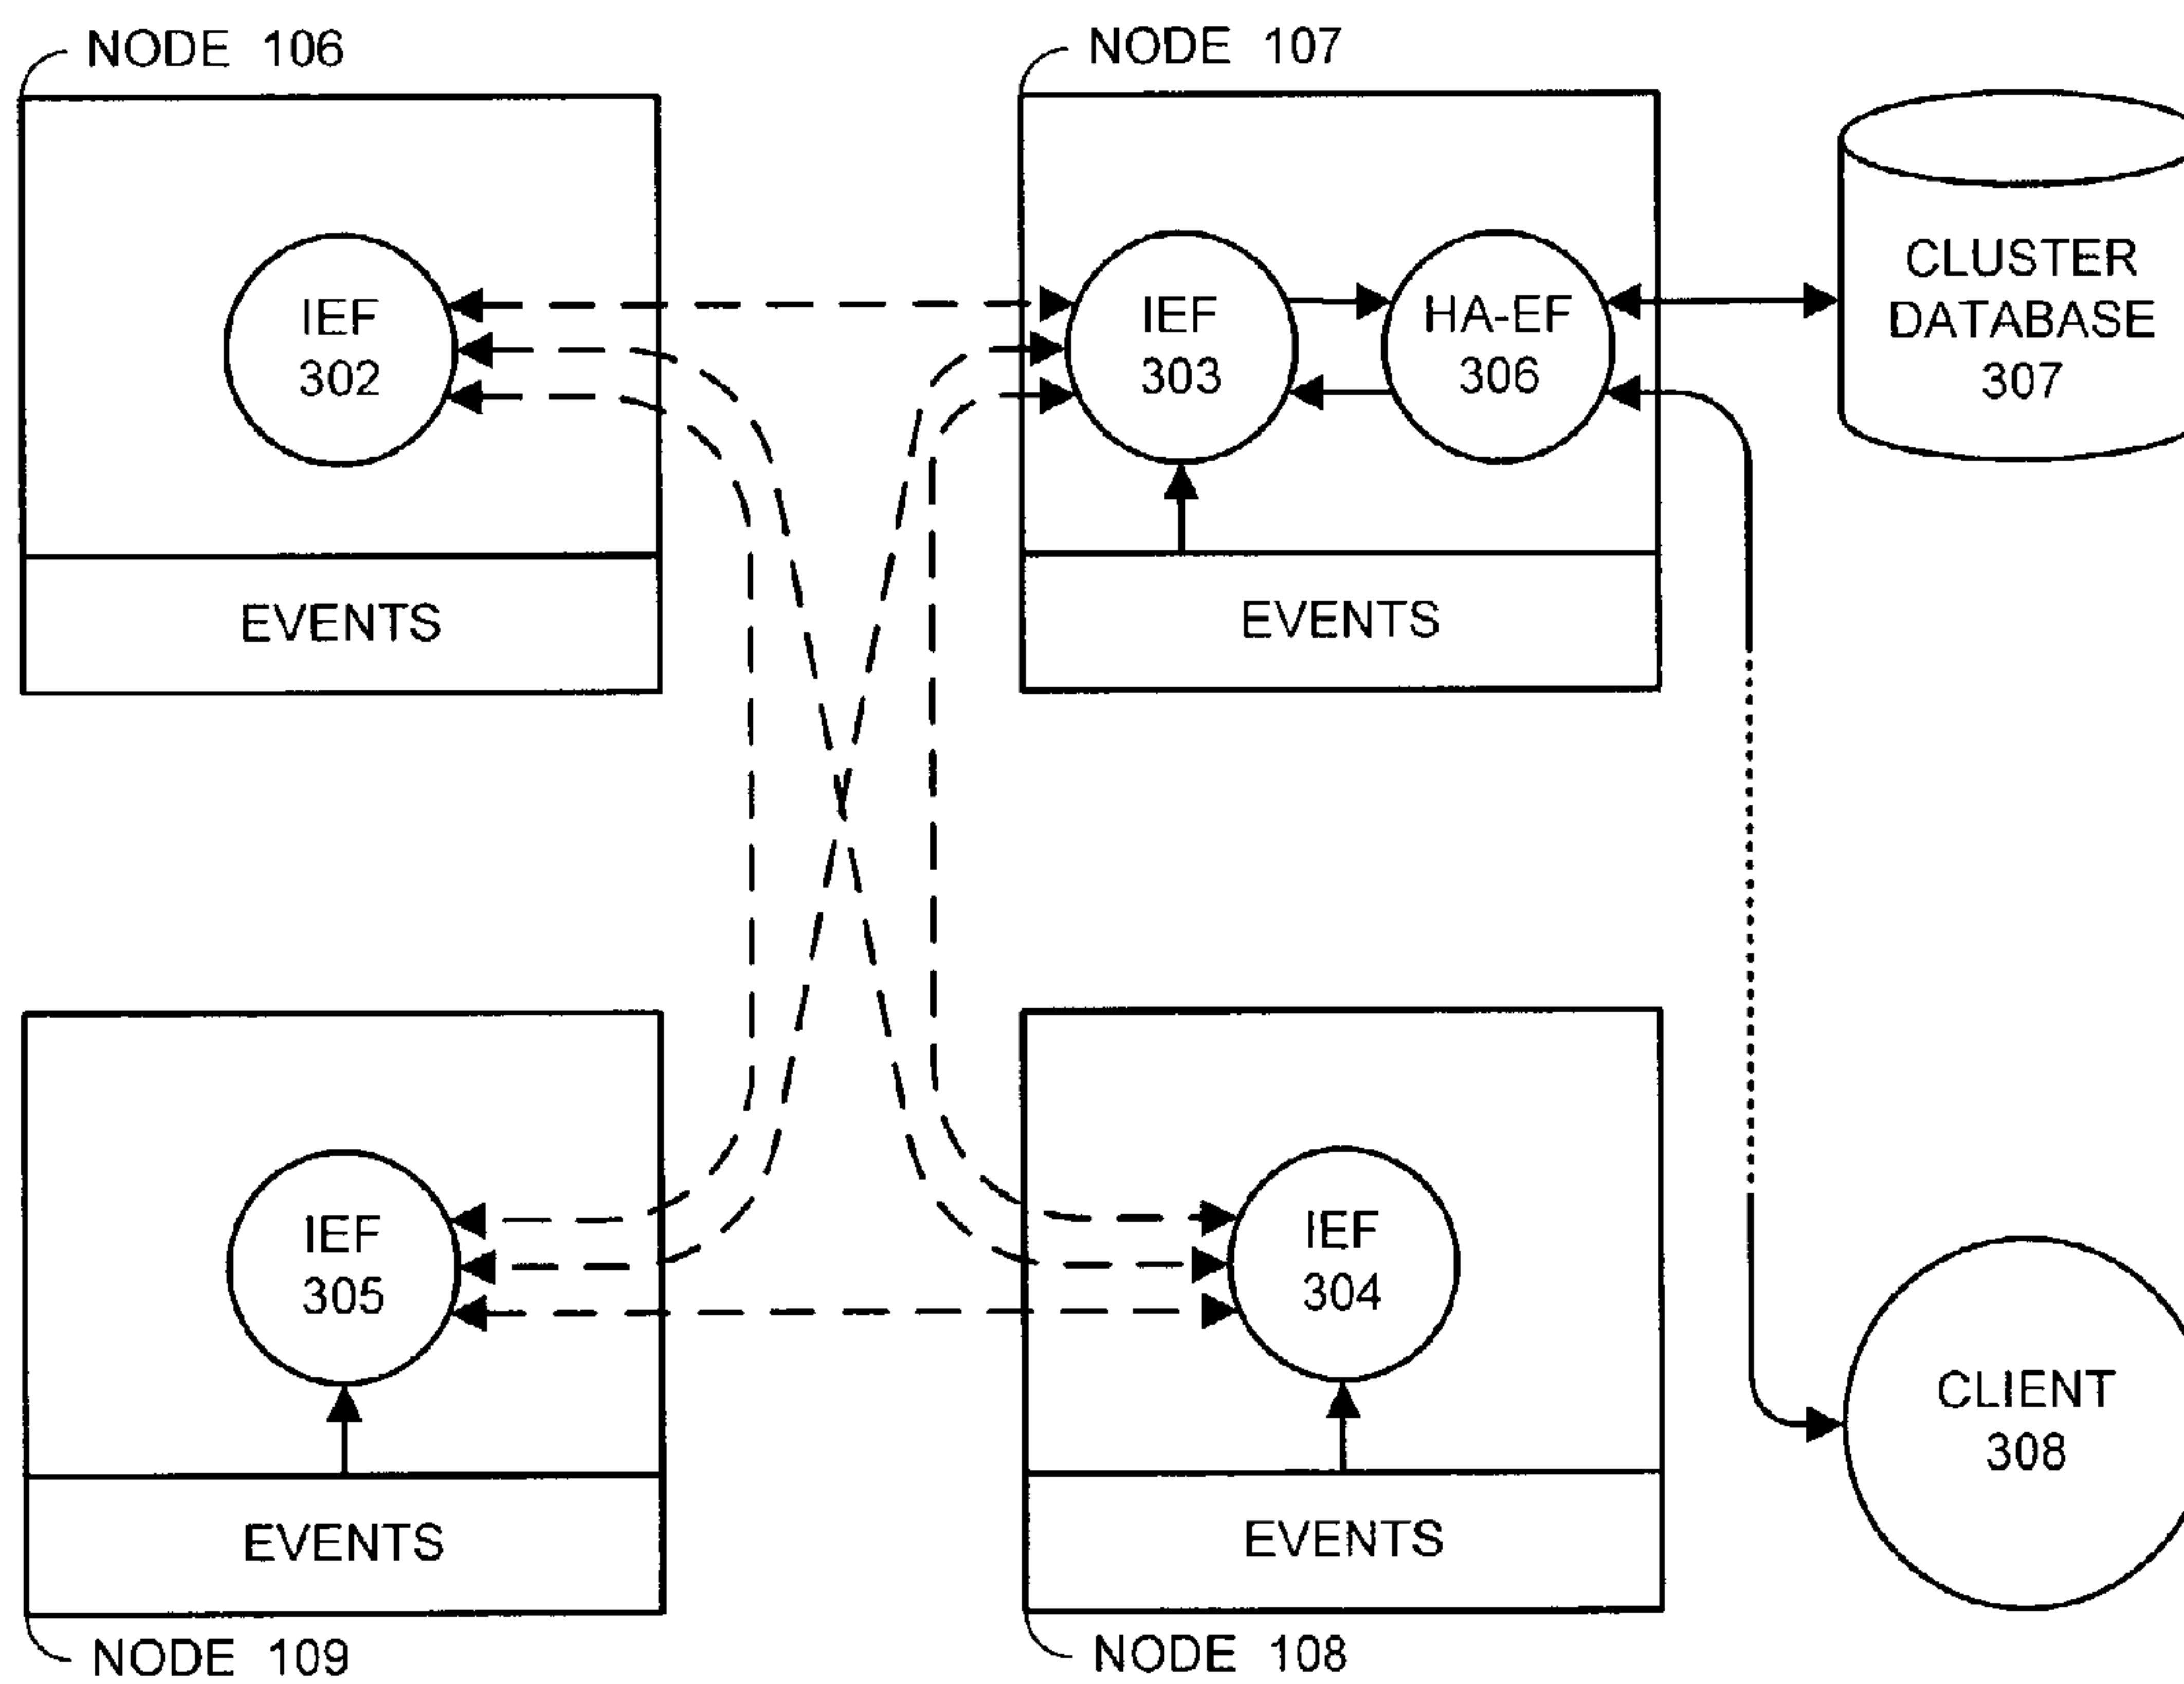 NODE 106
NODE 107
IEF
302
IEF
303
HA-EF
306
CLUSTER
DATABASE
307
EVENTS
EVENTS
IEF
305
IEF
304
CLIENT
308
EVENTS
EVENTS
NODE 109
NODE 108